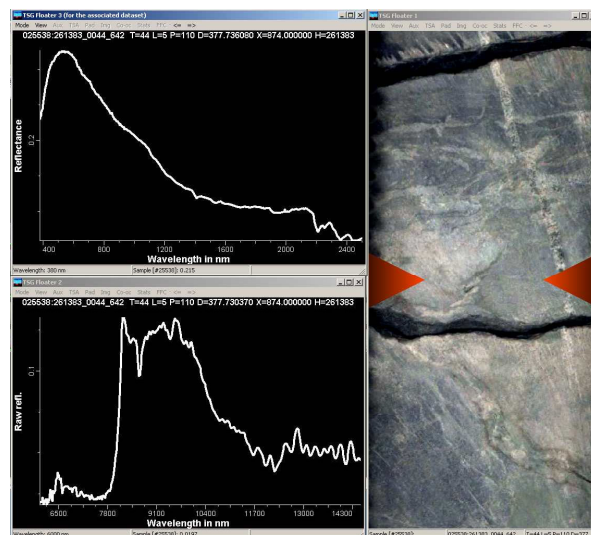 TSG Floater 3 (for the associated dataset)
Mode View Aux TSA Pad Img Co-oc Stats FFC <= =>
025538:261383_0044_642 T=44 L=5 P=110 D=377.736080 X=874.000000 H=261383
Reflectance
0.2
400 800 1200 1600 2000 2400
Wavelength in nm
Wavelength: 380 nm Sample [#25538]: 0.215
TSG Floater 2
Mode View Aux TSA Pad Img Co-oc Stats FFC <= =>
025538:261383_0044_642 T=44 L=5 P=110 D=377.730370 X=874.000000 H=261383
Raw refl.
0.1
6500 7800 9100 10400 11700 13000 14300
Wavelength in nm
Wavelength: 6000 nm Sample [#25538]: 0.0197
TSG Floater 1
Mode View Aux TSA Pad Img Co-oc Stats FFC <= =>
Sample [#25538]: 025538:261383_0044_642 T=44 L=5 P=110 D=377